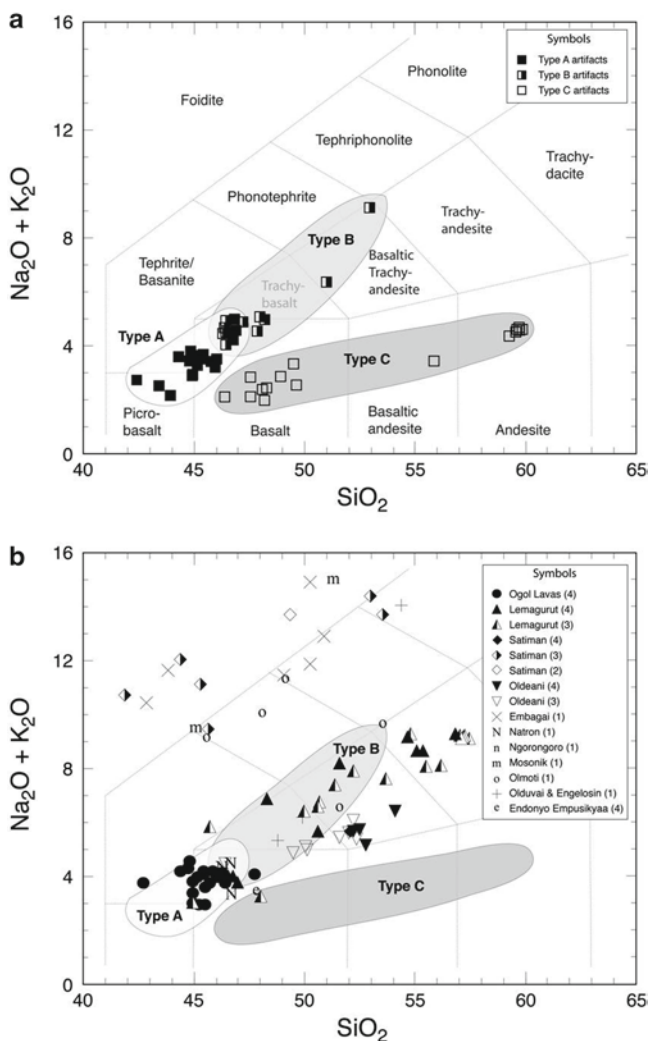 a
16
12
8
4
0
Na₂O + K₂O
Symbols
Type A artifacts
Type B artifacts
Type C artifacts
Phonolite
Foidite
Tephriphonolite
Trachy-
dacite
Phonotephrite
Trachy-
andesite
Type B
Tephrite/
Basanite
Basaltic
Trachy-
andesite
Trachy-
basalt
Type A
Type C
Picro-
basalt
Basalt
Basaltic
andesite
Andesite
40 45 50 55 60 65
SiO₂
b
16
12
8
4
0
Na₂O + K₂O
Symbols
Ogol Lavas (4)
Lemagurut (4)
Lemagurut (3)
Satiman (4)
Satiman (3)
Satiman (2)
Oldeani (4)
Oldeani (3)
Embagai (1)
N Natron (1)
n Ngorongoro (1)
m Mosonik (1)
o Olmoti (1)
Olduvai & Engelosin (1)
e Endonyo Empusikyaa (4)
m
o
o
m
o
o
Type B
o
N
N
N
e
Type A
Type C
40 45 50 55 60 65
SiO₂